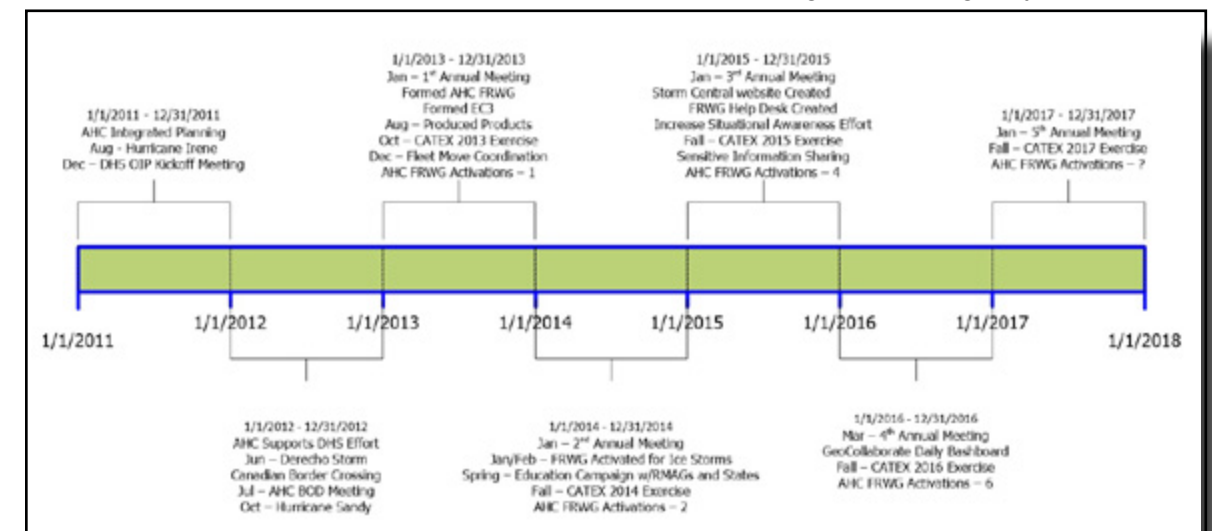 1/1/2011 - 12/31/2011
AHC Integrated Planning
Aug - Hurricane Irene
Dec – DHS OIP Kickoff Meeting
1/1/2013 - 12/31/2013
Jan – 1st Annual Meeting
Formed AHC FRWG
Formed EC3
Aug – Produced Products
Oct – CATEX 2013 Exercise
Dec – Fleet Move Coordination
AHC FRWG Activations – 1
1/1/2015 - 12/31/2015
Jan – 3rd Annual Meeting
Storm Central website Created
FRWG Help Desk Created
Increase Situational Awareness Effort
Fall – CATEX 2015 Exercise
Sensitive Information Sharing
AHC FRWG Activations – 4
1/1/2017 - 12/31/2017
Jan – 5th Annual Meeting
Fall – CATEX 2017 Exercise
AHC FRWG Activations – ?
1/1/2011
1/1/2012
1/1/2013
1/1/2014
1/1/2015
1/1/2016
1/1/2017
1/1/2018
1/1/2012 - 12/31/2012
AHC Supports DHS Effort
Jun – Derecho Storm
Canadian Border Crossing
Jul – AHC BOD Meeting
Oct – Hurricane Sandy
1/1/2014 - 12/31/2014
Jan – 2nd Annual Meeting
Jan/Feb – FRWG Activated for Ice Storms
Spring – Education Campaign w/RMAGs and States
Fall – CATEX 2014 Exercise
AHC FRWG Activations – 2
1/1/2016 - 12/31/2016
Mar – 4th Annual Meeting
GeoCollaborate Daily Dashboard
Fall – CATEX 2016 Exercise
AHC FRWG Activations – 6